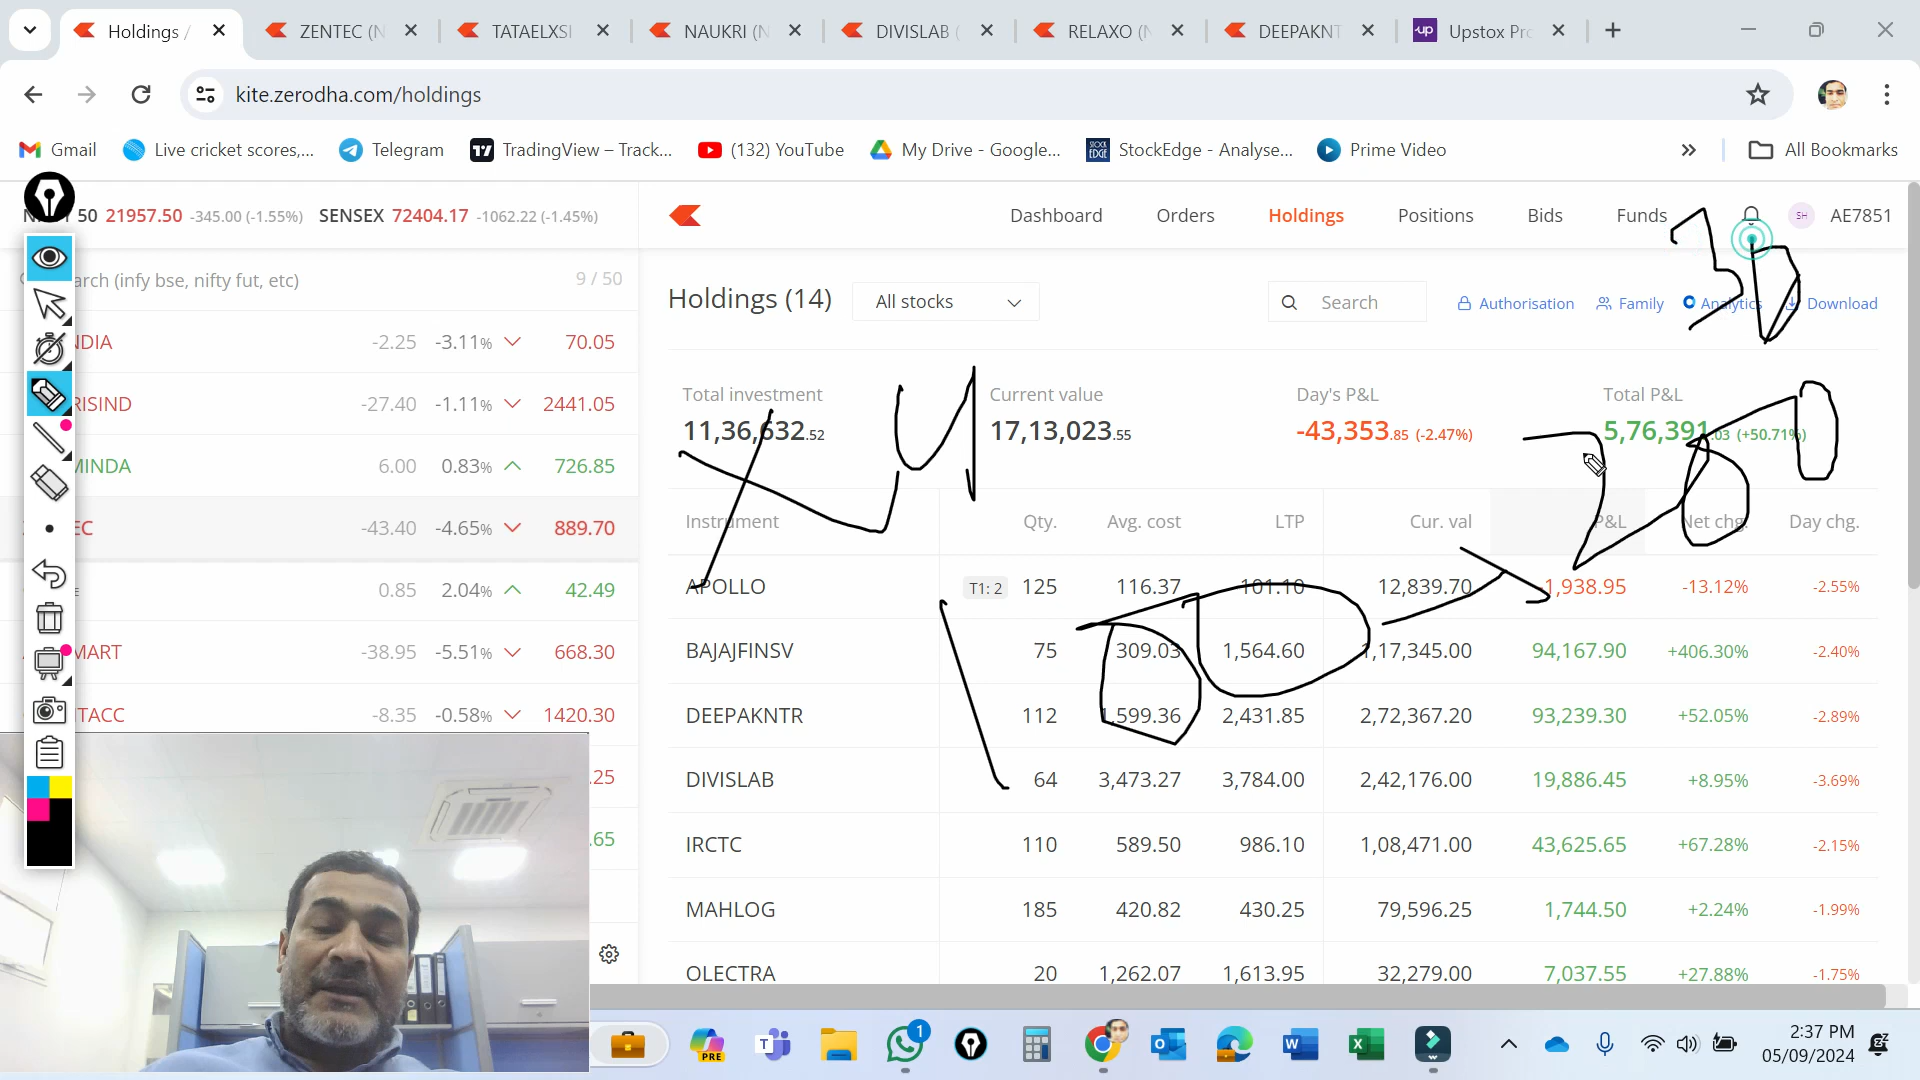 Holdings /
ZENTEC (N
TATAELXSI
NAUKRI (N
DIVISLAB (
RELAXO (N
DEEPAKNT
up Upstox Pro
kite.zerodha.com/holdings
Gmail
Live cricket scores,...
Telegram
TradingView – Track...
(132) YouTube
My Drive - Google...
STOCK EDGE StockEdge - Analyse...
Prime Video
All Bookmarks
50 21957.50 -345.00 (-1.55%) SENSEX 72404.17 -1062.22 (-1.45%)
Dashboard Orders Holdings Positions Bids Funds SH AE7851
arch (infy bse, nifty fut, etc) 9 / 50
NDIA -2.25 -3.11% 70.05
RISIND -27.40 -1.11% 2441.05
MINDA 6.00 0.83% 726.85
EC -43.40 -4.65% 889.70
E 0.85 2.04% 42.49
MART -38.95 -5.51% 668.30
TACC -8.35 -0.58% 1420.30
.25
.65
Holdings (14) All stocks Search Authorisation Family Analytics Download
Total investment Current value Day's P&L Total P&L
11,36,632.52 17,13,023.55 -43,353.85 (-2.47%) 5,76,391.03 (+50.71%)
Instrument Qty. Avg. cost LTP Cur. val P&L Net chg. Day chg.
APOLLO T1: 2 125 116.37 101.10 12,839.70 -1,938.95 -13.12% -2.55%
BAJAJFINSV 75 309.03 1,564.60 1,17,345.00 94,167.90 +406.30% -2.40%
DEEPAKNTR 112 1,599.36 2,431.85 2,72,367.20 93,239.30 +52.05% -2.89%
DIVISLAB 64 3,473.27 3,784.00 2,42,176.00 19,886.45 +8.95% -3.69%
IRCTC 110 589.50 986.10 1,08,471.00 43,625.65 +67.28% -2.15%
MAHLOG 185 420.82 430.25 79,596.25 1,744.50 +2.24% -1.99%
OLECTRA 20 1,262.07 1,613.95 32,279.00 7,037.55 +27.88% -1.75%
PRE
1
2:37 PM
05/09/2024